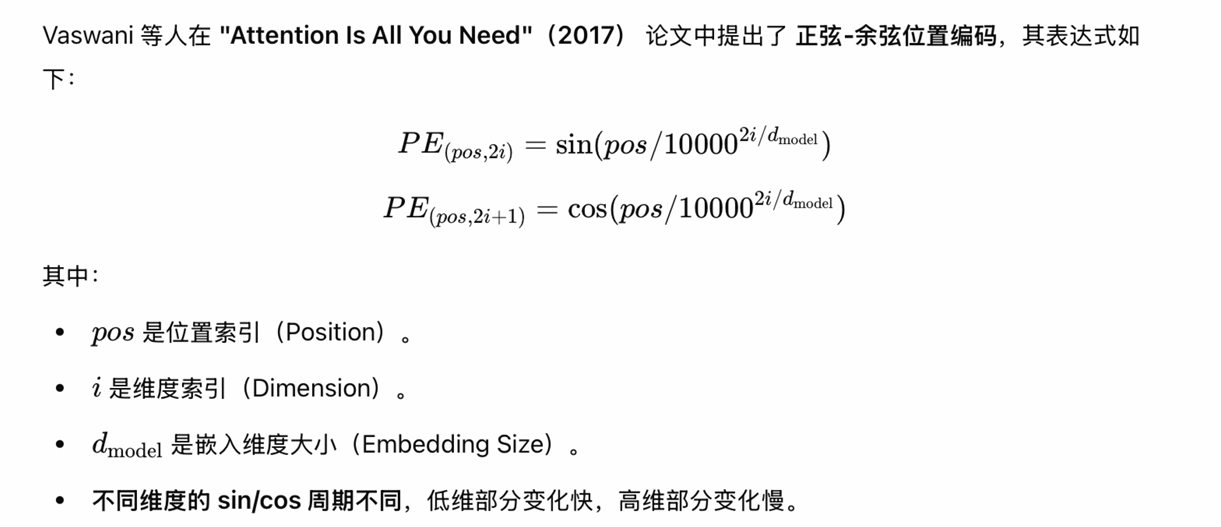 Vaswani 等人在 "Attention Is All You Need"（2017） 论文中提出了 正弦-余弦位置编码，其表达式如
下：
PE_{(pos,2i)} = sin(pos/10000^{2i/d_{model}})
PE_{(pos,2i+1)} = cos(pos/10000^{2i/d_{model}})
其中：
• pos 是位置索引（Position）。
• i 是维度索引（Dimension）。
• d_{model} 是嵌入维度大小（Embedding Size）。
• 不同维度的 sin/cos 周期不同，低维部分变化快，高维部分变化慢。